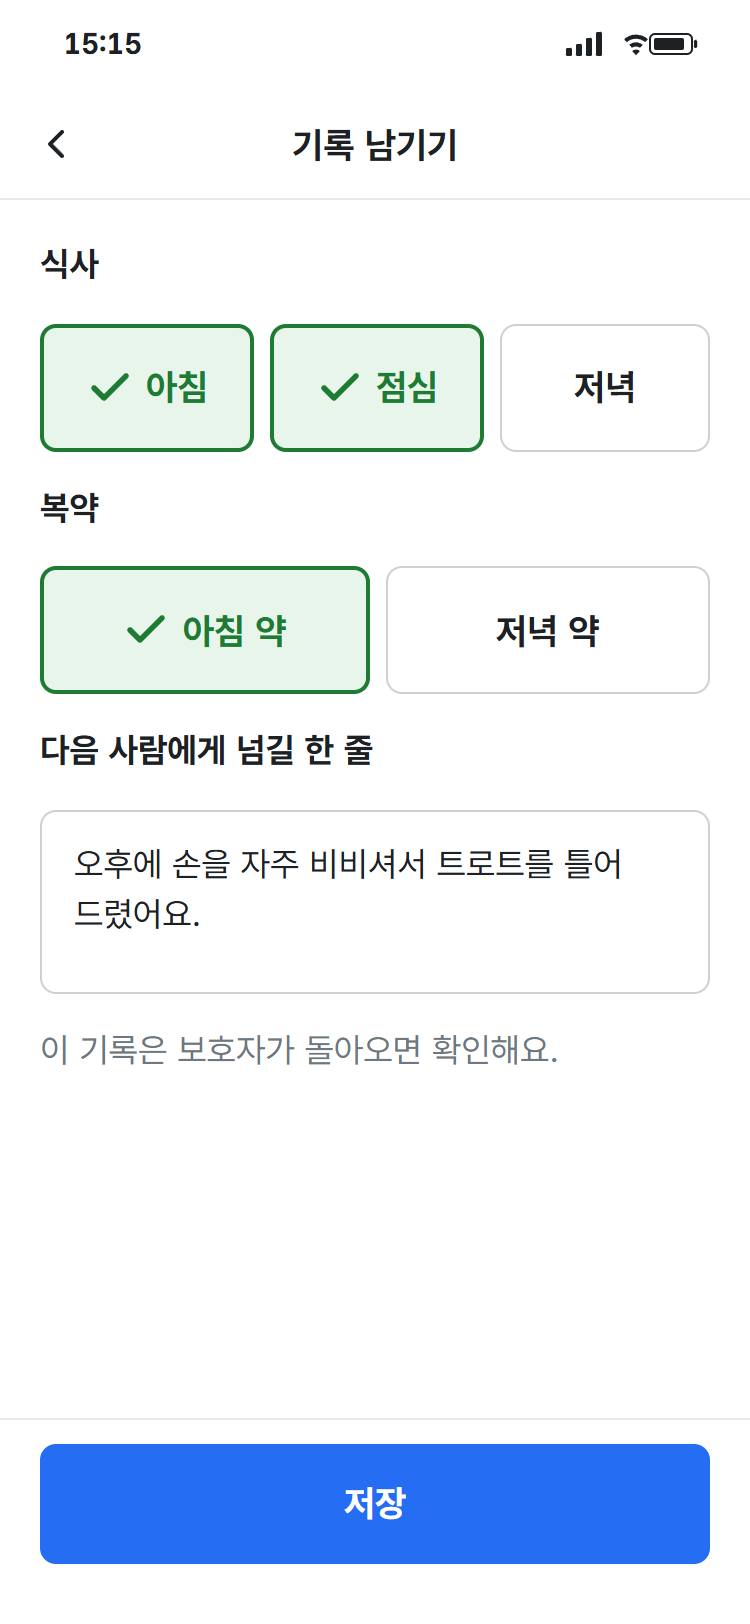 15:15
기록 남기기
식사
아침
점심
저녁
복약
아침 약
저녁 약
다음 사람에게 넘길 한 줄
오후에 손을 자주 비비셔서 트로트를 틀어
드렸어요.
이 기록은 보호자가 돌아오면 확인해요.
저장